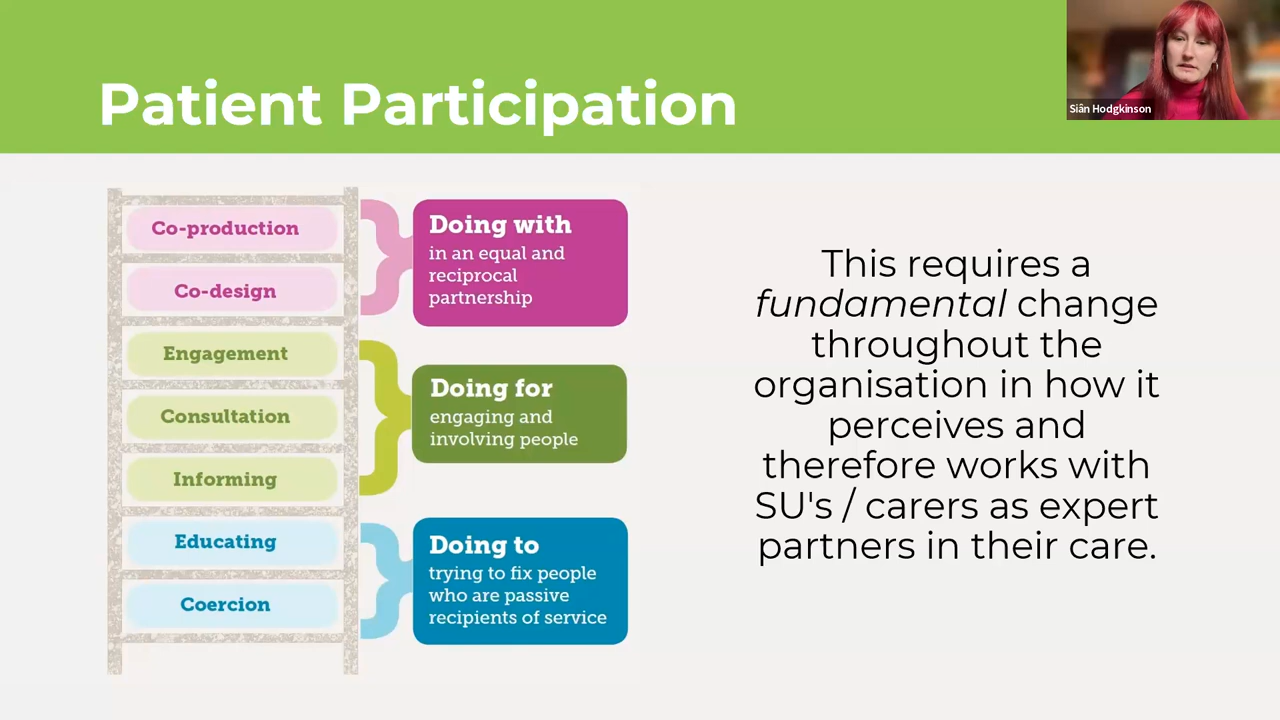 Patient Participation
Siân Hodgkinson
Co-production
Co-design
Engagement
Consultation
Informing
Educating
Coercion
Doing with
in an equal and
reciprocal
partnership
Doing for
engaging and
involving people
Doing to
trying to fix people
who are passive
recipients of service
This requires a
fundamental change
throughout the
organisation in how it
perceives and
therefore works with
SU's / carers as expert
partners in their care.